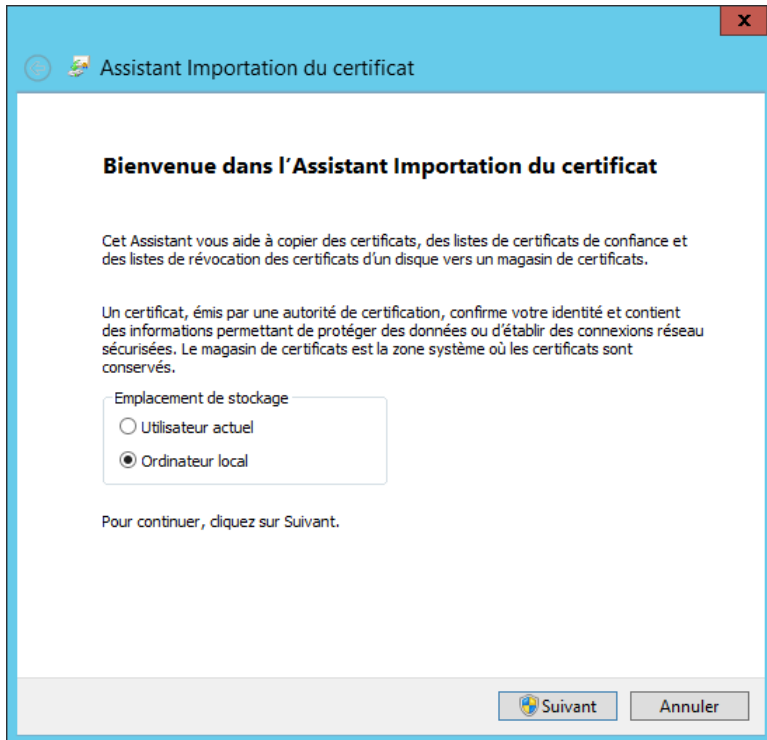 x
Assistant Importation du certificat
Bienvenue dans l’Assistant Importation du certificat
Cet Assistant vous aide à copier des certificats, des listes de certificats de confiance et
des listes de révocation des certificats d’un disque vers un magasin de certificats.
Un certificat, émis par une autorité de certification, confirme votre identité et contient
des informations permettant de protéger des données ou d’établir des connexions réseau
sécurisées. Le magasin de certificats est la zone système où les certificats sont
conservés.
Emplacement de stockage
Utilisateur actuel
Ordinateur local
Pour continuer, cliquez sur Suivant.
Suivant Annuler